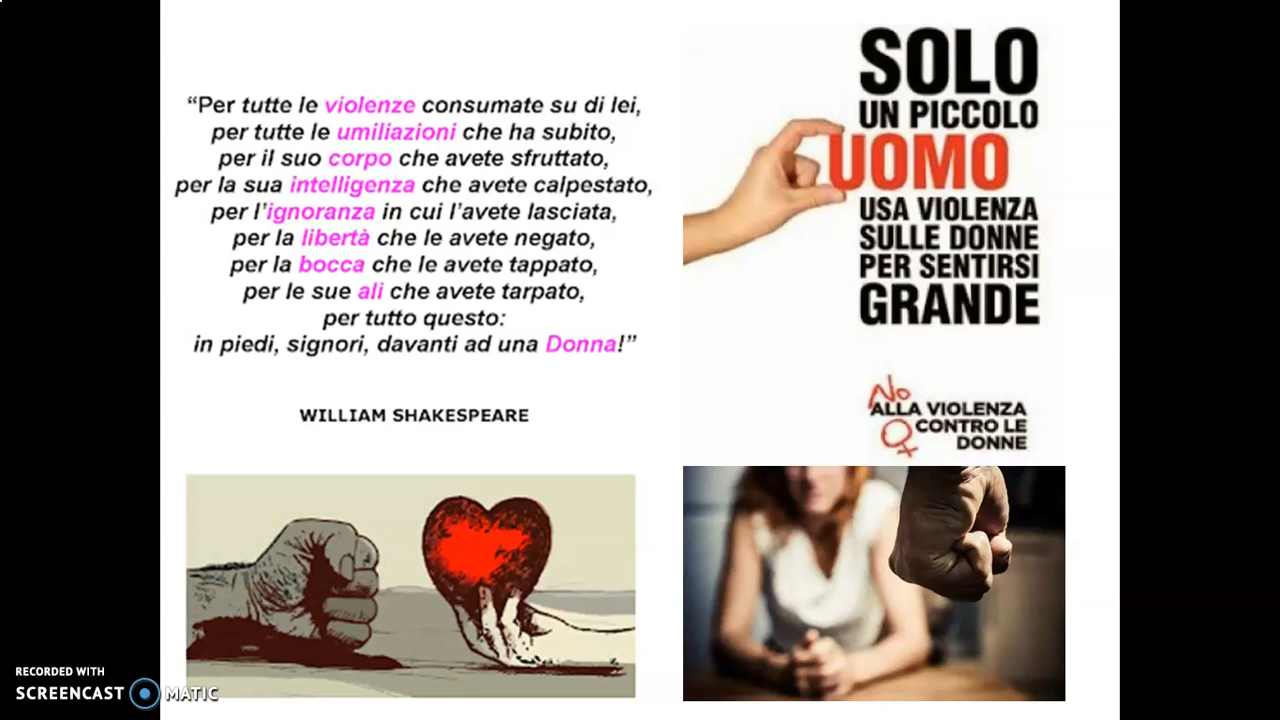 “Per tutte le violenze consumate su di lei,
per tutte le umiliazioni che ha subito,
per il suo corpo che avete sfruttato,
per la sua intelligenza che avete calpestato,
per l’ignoranza in cui l’avete lasciata,
per la libertà che le avete negato,
per la bocca che le avete tappato,
per le sue ali che avete tarpato,
per tutto questo:
in piedi, signori, davanti ad una Donna!”
WILLIAM SHAKESPEARE
SOLO
UN PICCOLO
UOMO
USA VIOLENZA
SULLE DONNE
PER SENTIRSI
GRANDE
No
ALLA VIOLENZA
CONTRO LE
DONNE
RECORDED WITH
SCREENCAST MATIC